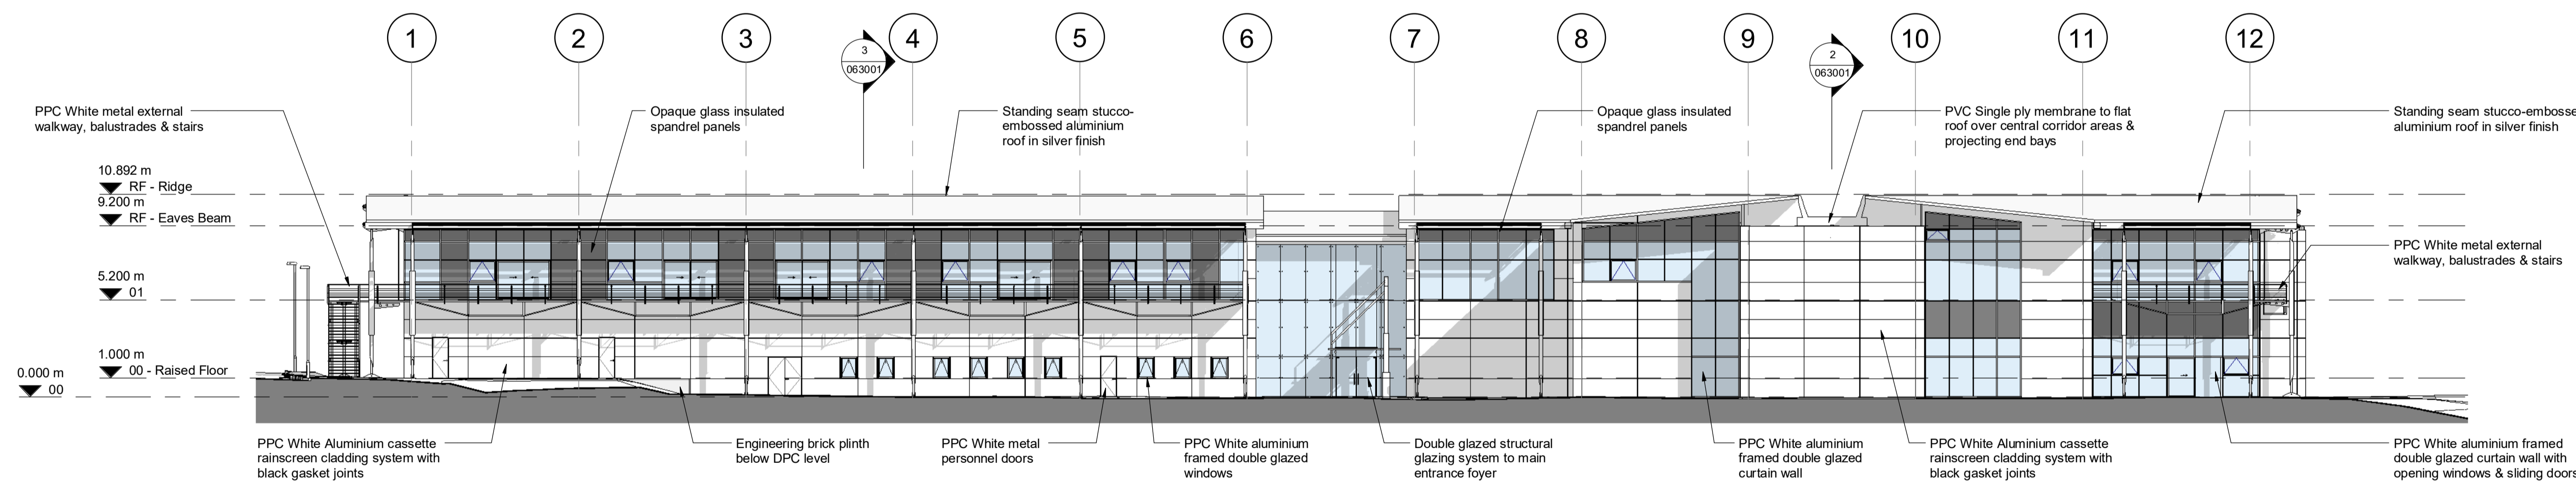 1
2
3
4
5
6
7
8
9
10
11
12
3
063001
2
063001
PPC White metal external
walkway, balustrades & stairs
Opaque glass insulated
spandrel panels
Standing seam stucco-
embossed aluminium
roof in silver finish
Opaque glass insulated
spandrel panels
PVC Single ply membrane to flat
roof over central corridor areas &
projecting end bays
Standing seam stucco-embosse
aluminium roof in silver finish
10.892 m
RF - Ridge
9.200 m
RF - Eaves Beam
5.200 m
01
1.000 m
00 - Raised Floor
0.000 m
00
PPC White metal external
walkway, balustrades & stairs
PPC White Aluminium cassette
rainscreen cladding system with
black gasket joints
Engineering brick plinth
below DPC level
PPC White metal
personnel doors
PPC White aluminium
framed double glazed
windows
Double glazed structural
glazing system to main
entrance foyer
PPC White aluminium
framed double glazed
curtain wall
PPC White Aluminium cassette
rainscreen cladding system with
black gasket joints
PPC White aluminium framed
double glazed curtain wall with
opening windows & sliding doors